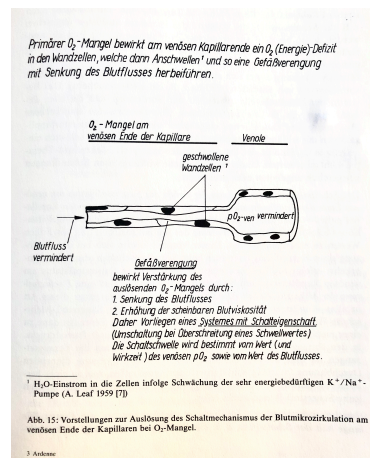 Primärer O₂-Mangel bewirkt am venösen Kapillarende ein O₂ (Energie)-Defizit
in den Wandzellen, welche dann Anschwellen¹ und so eine Gefäßverengung
mit Senkung des Blutflusses herbeiführen.
O₂ - Mangel am
venösen Ende der Kapillare
Venole
geschwollene
Wandzellen ¹
pO₂-ven vermindert
Blutfluss
vermindert
Gefäßverengung
bewirkt Verstärkung des
auslösenden O₂-Mangels durch:
1. Senkung des Blutflusses
2. Erhöhung der scheinbaren Blutviskosität
Daher Vorliegen eines Systemes mit Schalteigenschaft
(Umschaltung bei Überschreitung eines Schwellwertes)
Die Schaltschwelle wird bestimmt vom Wert (und
Wirkzeit) des venösen pO₂ sowie vom Wert des Blutflusses.
¹ H₂O-Einstrom in die Zellen infolge Schwächung der sehr energiebedürftigen K⁺/Na⁺-
Pumpe (A. Leaf 1959 [7])
Abb. 15: Vorstellungen zur Auslösung des Schaltmechanismus der Blutmikrozirkulation am
venösen Ende der Kapillaren bei O₂-Mangel.
3 Ardenne